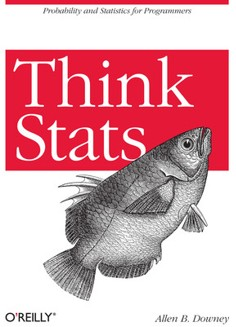 Probability and Statistics for Programmers
Think
Stats
O'REILLY®
Allen B. Downey